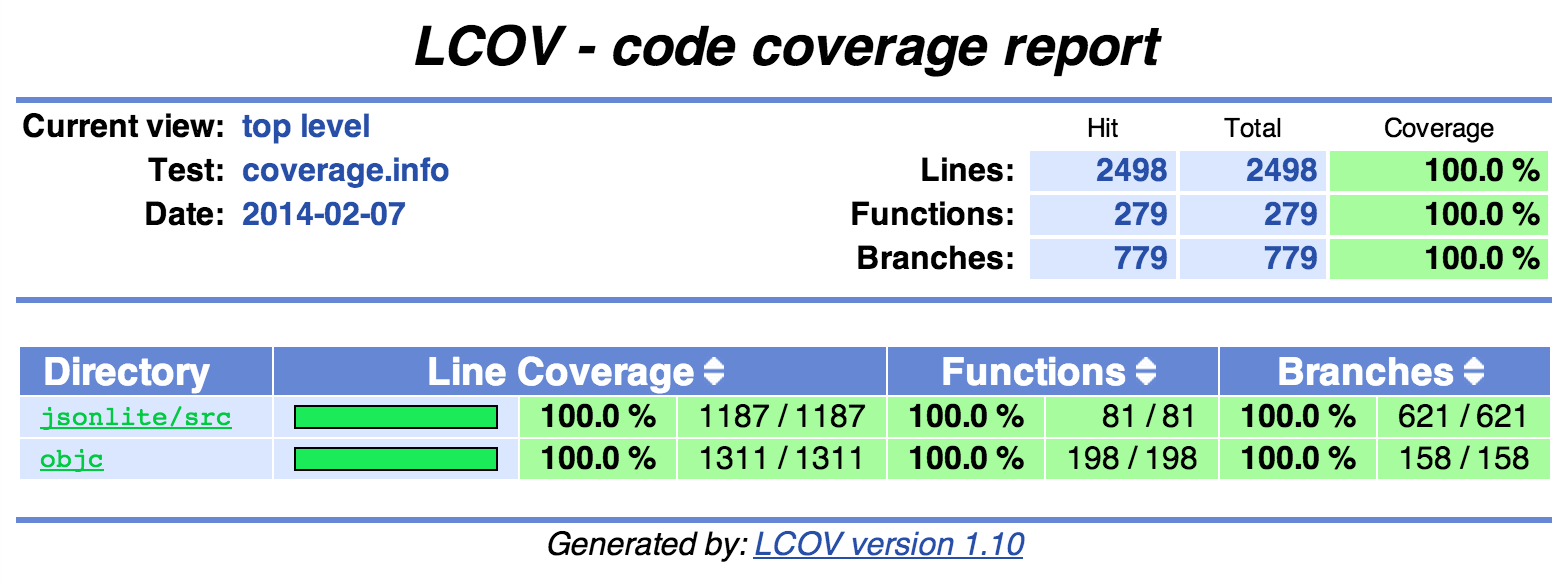 LCOV - code coverage report
Current view: top level
Hit Total Coverage
Test: coverage.info
Lines: 2498 2498 100.0 %
Date: 2014-02-07
Functions: 279 279 100.0 %
Branches: 779 779 100.0 %
Directory Line Coverage Functions Branches
jsonlite/src 100.0 % 1187 / 1187 100.0 % 81 / 81 100.0 % 621 / 621
objc 100.0 % 1311 / 1311 100.0 % 198 / 198 100.0 % 158 / 158
Generated by: LCOV version 1.10